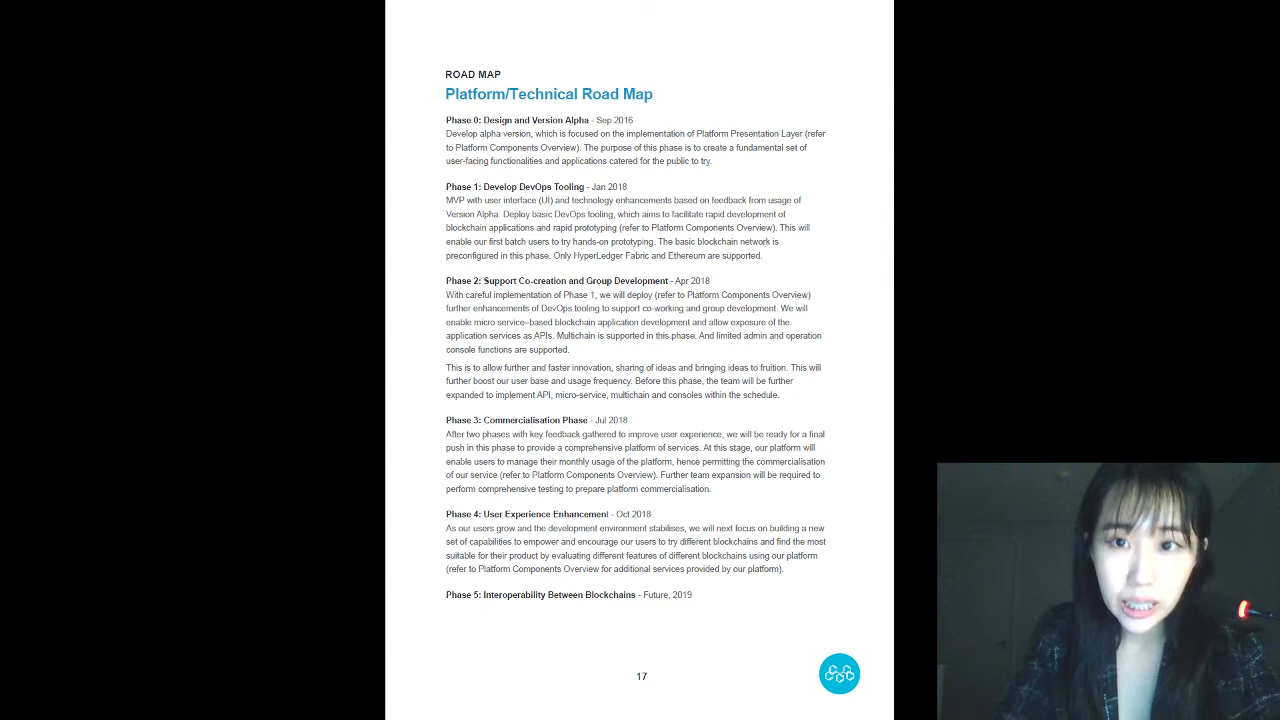 ROAD MAP
Platform/Technical Road Map
Phase 0: Design and Version Alpha - Sep 2016
Develop alpha version, which is focused on the implementation of Platform Presentation Layer (refer
to Platform Components Overview). The purpose of this phase is to create a fundamental set of
user-facing functionalities and applications catered for the public to try.
Phase 1: Develop DevOps Tooling - Jan 2018
MVP with user interface (UI) and technology enhancements based on feedback from usage of
Version Alpha. Deploy basic DevOps tooling, which aims to facilitate rapid development of
blockchain applications and rapid prototyping (refer to Platform Components Overview). This will
enable our first batch users to try hands-on prototyping. The basic blockchain network is
preconfigured in this phase. Only HyperLedger Fabric and Ethereum are supported.
Phase 2: Support Co-creation and Group Development - Apr 2018
With careful implementation of Phase 1, we will deploy (refer to Platform Components Overview)
further enhancements of DevOps tooling to support co-working and group development. We will
enable micro service–based blockchain application development and allow exposure of the
application services as APIs. Multichain is supported in this phase. And limited admin and operation
console functions are supported.
This is to allow further and faster innovation, sharing of ideas and bringing ideas to fruition. This will
further boost our user base and usage frequency. Before this phase, the team will be further
expanded to implement API, micro-service, multichain and consoles within the schedule.
Phase 3: Commercialisation Phase - Jul 2018
After two phases with key feedback gathered to improve user experience, we will be ready for a final
push in this phase to provide a comprehensive platform of services. At this stage, our platform will
enable users to manage their monthly usage of the platform, hence permitting the commercialisation
of our service (refer to Platform Components Overview). Further team expansion will be required to
perform comprehensive testing to prepare platform commercialisation.
Phase 4: User Experience Enhancement - Oct 2018
As our users grow and the development environment stabilises, we will next focus on building a new
set of capabilities to empower and encourage our users to try different blockchains and find the most
suitable for their product by evaluating different features of different blockchains using our platform
(refer to Platform Components Overview for additional services provided by our platform).
Phase 5: Interoperability Between Blockchains - Future, 2019
17